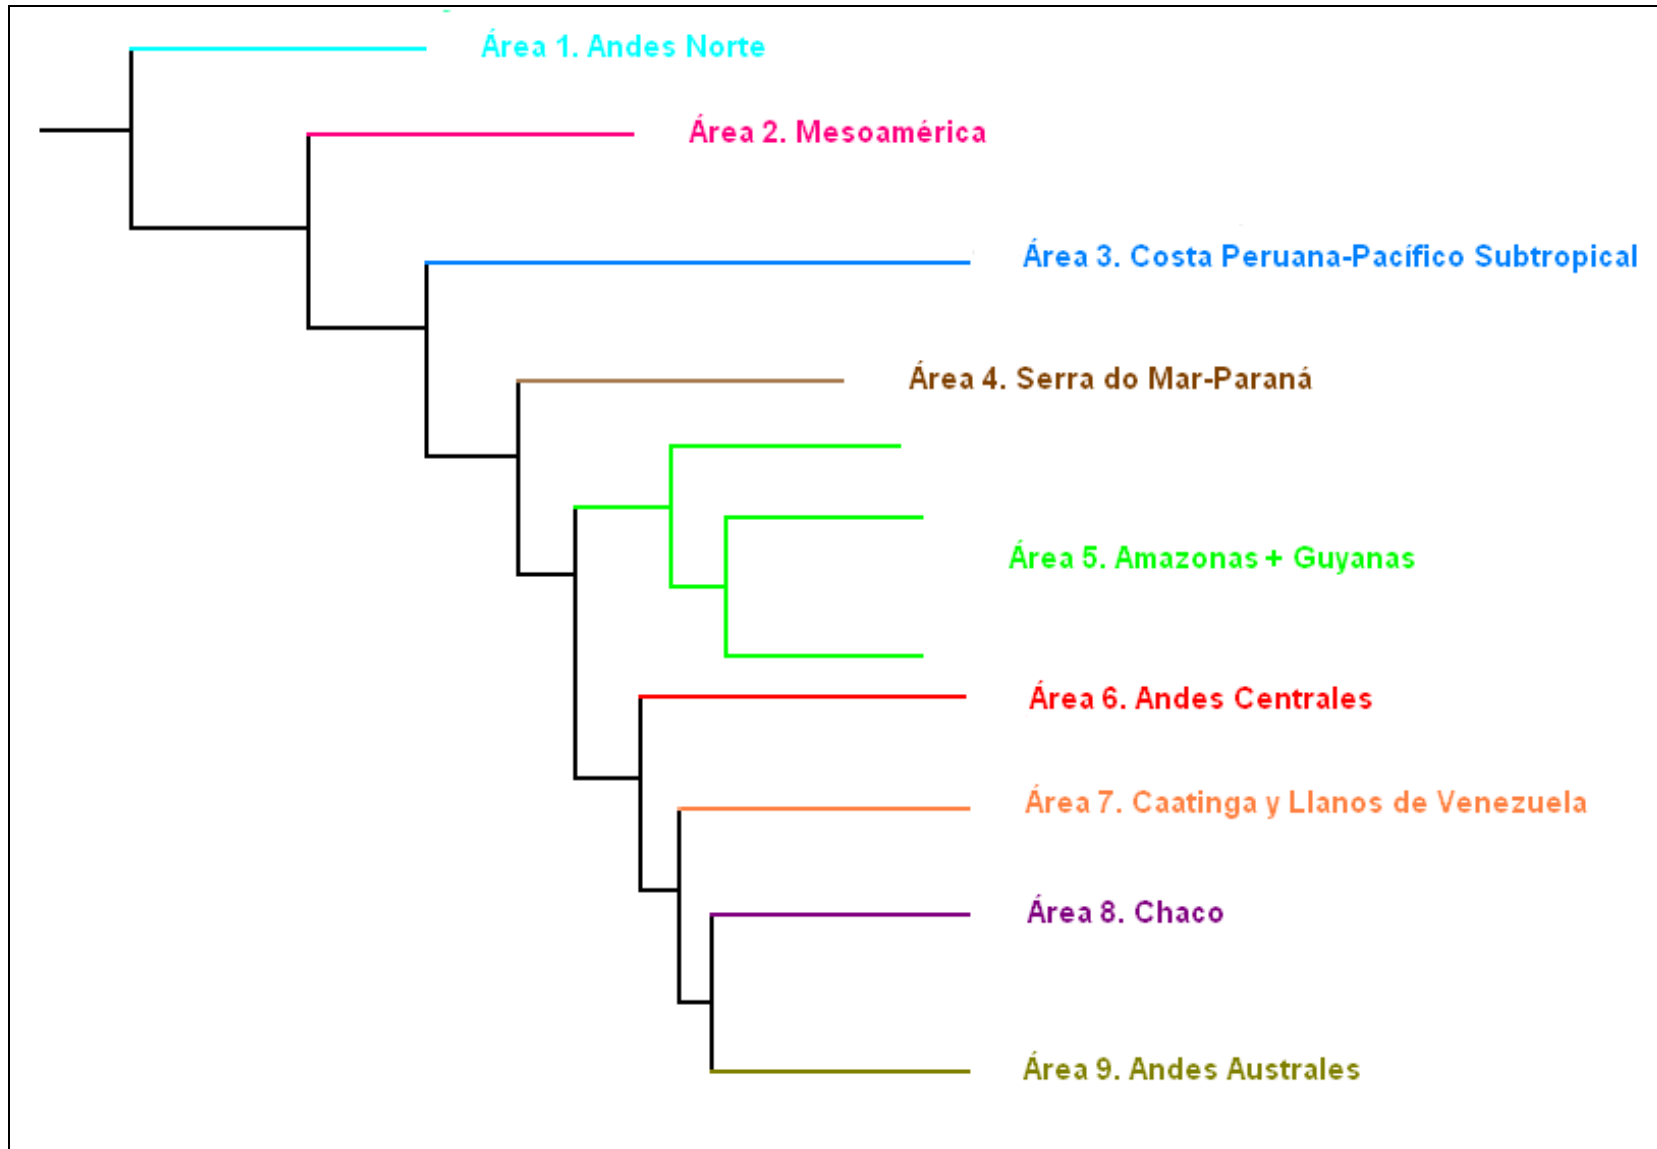 Área 1. Andes Norte
Área 2. Mesoamérica
Área 3. Costa Peruana-Pacífico Subtropical
Área 4. Serra do Mar-Paraná
Área 5. Amazonas + Guyanas
Área 6. Andes Centrales
Área 7. Caatinga y Llanos de Venezuela
Área 8. Chaco
Área 9. Andes Australes